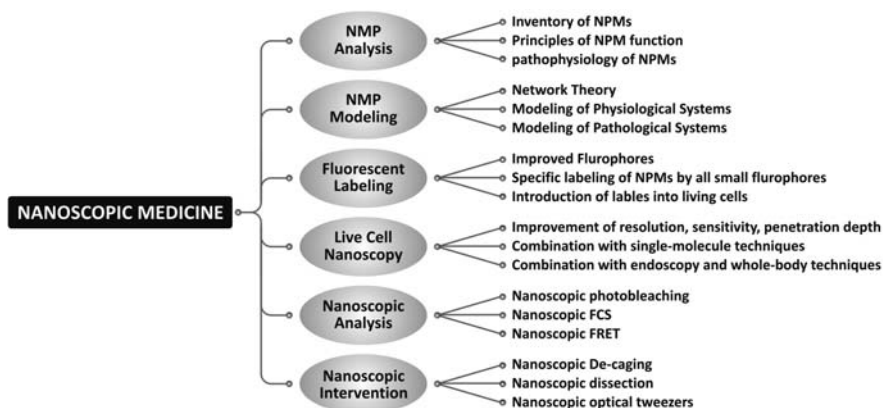 NANOSCOPIC MEDICINE
NMP
Analysis
Inventory of NPMs
Principles of NPM function
pathophysiology of NPMs
NMP
Modeling
Network Theory
Modeling of Physiological Systems
Modeling of Pathological Systems
Fluorescent
Labeling
Improved Flurophores
Specific labeling of NPMs by all small flurophores
Introduction of lables into living cells
Live Cell
Nanoscopy
Improvement of resolution, sensitivity, penetration depth
Combination with single-molecule techniques
Combination with endoscopy and whole-body techniques
Nanoscopic
Analysis
Nanoscopic photobleaching
Nanoscopic FCS
Nanoscopic FRET
Nanoscopic
Intervention
Nanoscopic De-caging
Nanoscopic dissection
Nanoscopic optical tweezers